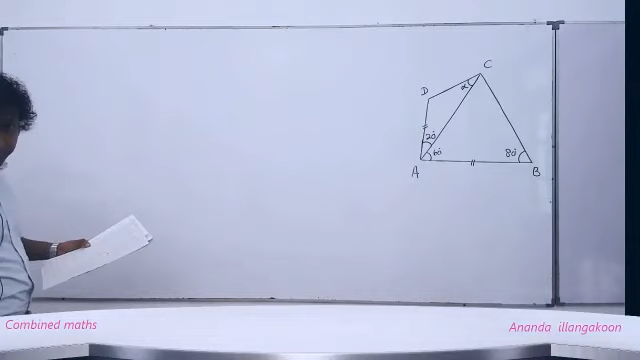 C
D
α
20°
60°
80°
A
B
Combined maths
Ananda illangakoon